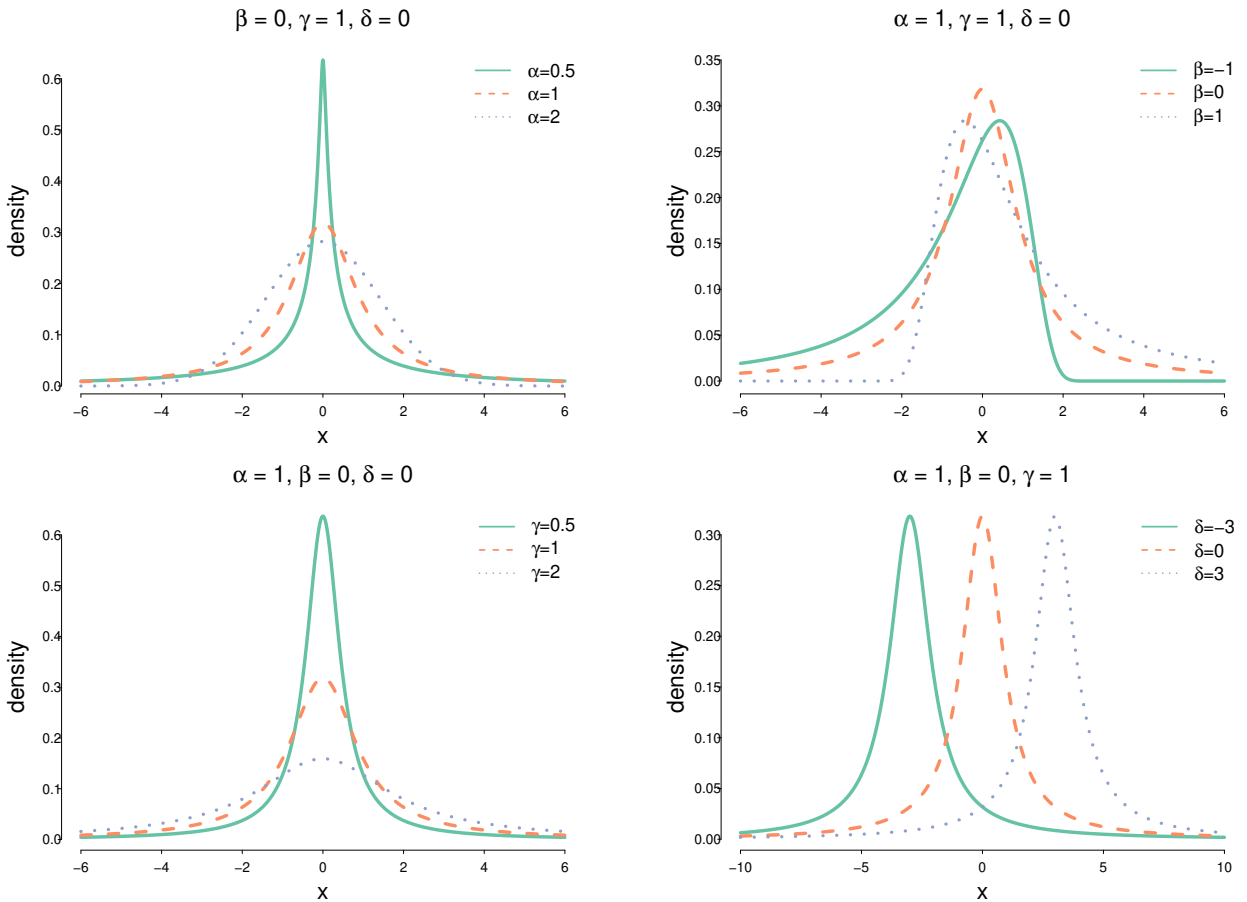 β = 0, γ = 1, δ = 0
α=0.5
α=1
α=2
0.6
0.5
0.4
0.3
0.2
0.1
0.0
density
−6 −4 −2 0 2 4 6
x
α = 1, γ = 1, δ = 0
β=−1
β=0
β=1
0.35
0.30
0.25
0.20
0.15
0.10
0.05
0.00
density
−6 −4 −2 0 2 4 6
x
α = 1, β = 0, δ = 0
γ=0.5
γ=1
γ=2
0.6
0.5
0.4
0.3
0.2
0.1
0.0
density
−6 −4 −2 0 2 4 6
x
α = 1, β = 0, γ = 1
δ=−3
δ=0
δ=3
0.30
0.25
0.20
0.15
0.10
0.05
0.00
density
−10 −5 0 5 10
x